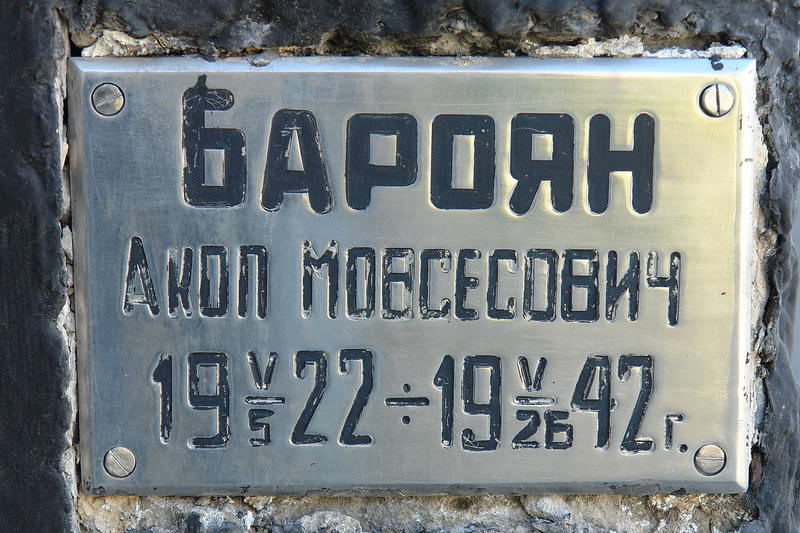 БАРОЯН
АКОП МОВСЕСОВИЧ
19 V/5 22 ÷ 19 V/26 42 г.